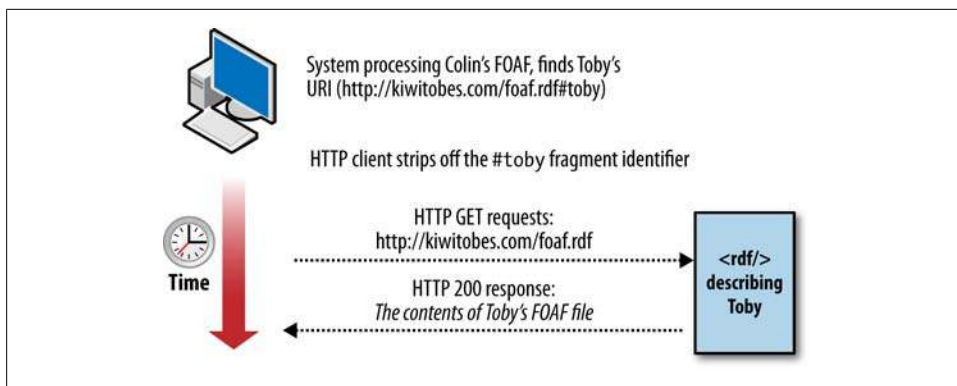 System processing Colin’s FOAF, finds Toby’s
URI (http://kiwitobes.com/foaf.rdf#toby)
HTTP client strips off the #toby fragment identifier
HTTP GET requests:
http://kiwitobes.com/foaf.rdf
Time
<rdf/>
describing
Toby
HTTP 200 response:
The contents of Toby’s FOAF file